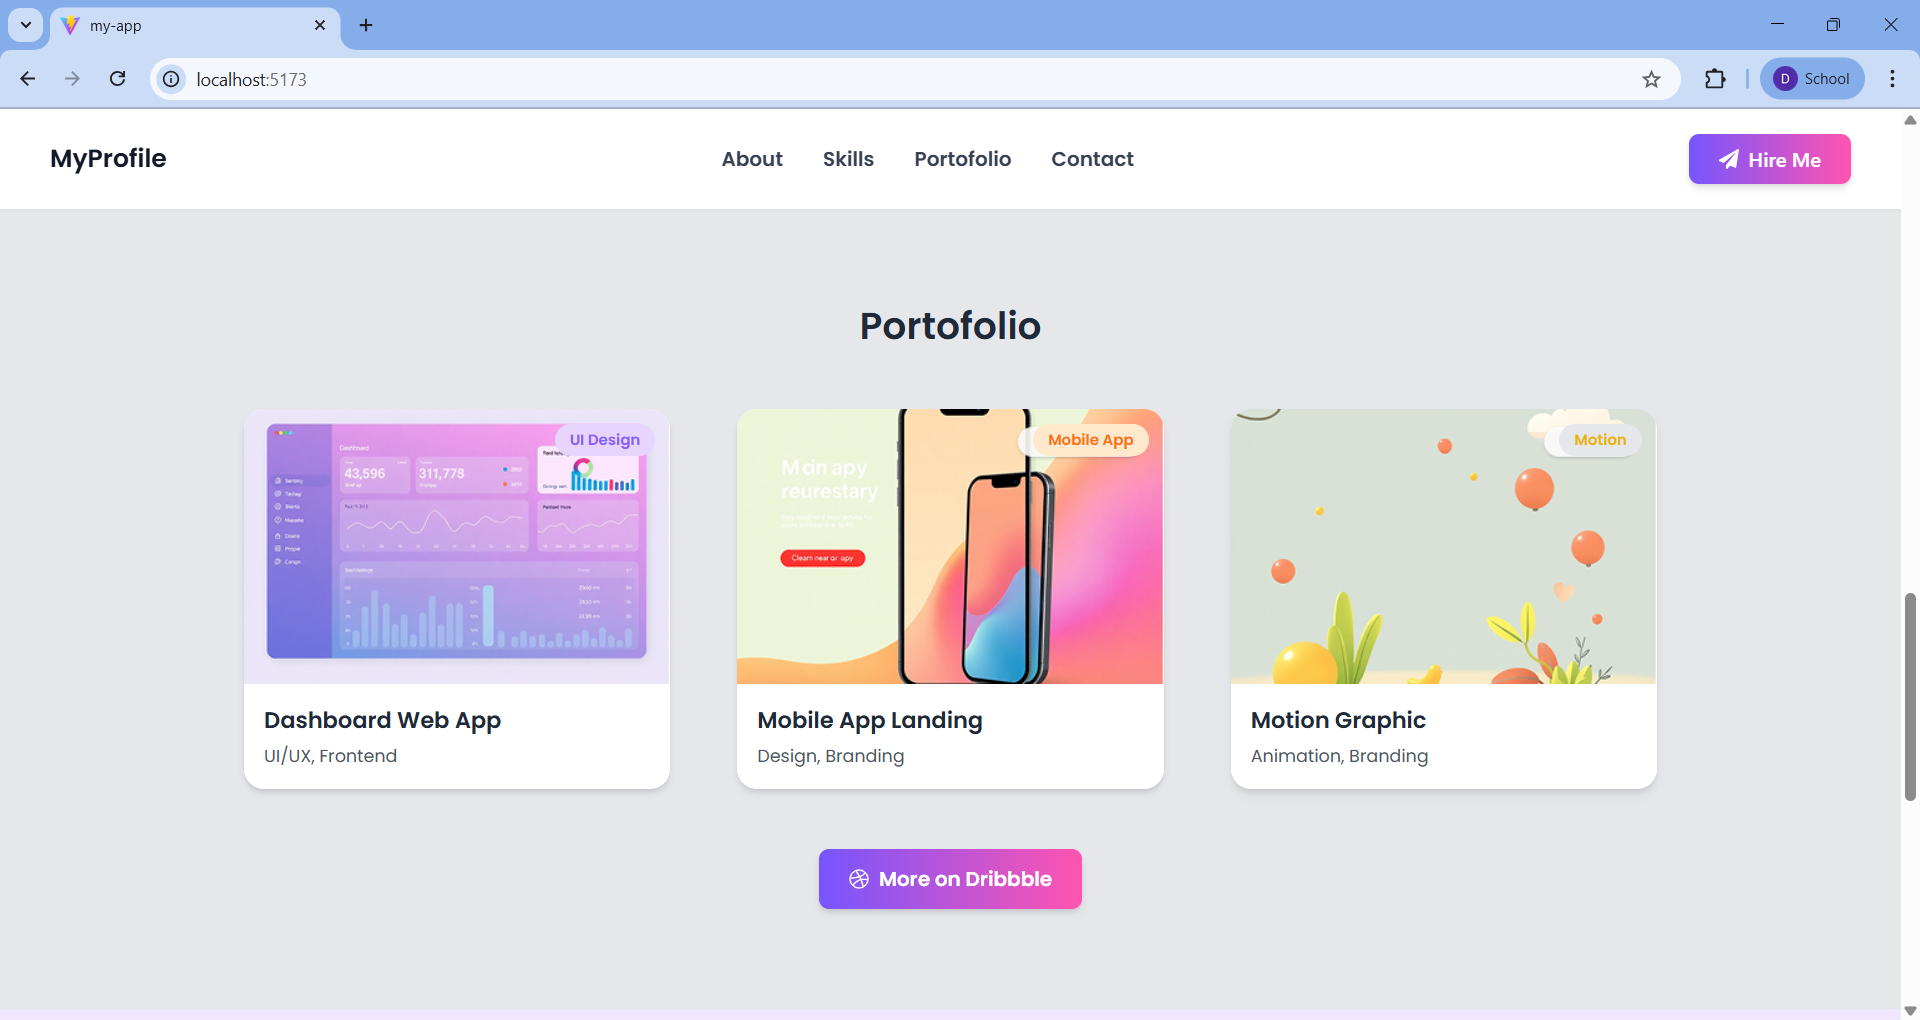 my-app
localhost:5173
D School
MyProfile
About Skills Portofolio Contact
Hire Me
Portofolio
UI Design
Dashboard
43,596
311,778
Mobile App
Main apy
reurestary
Cleam near or apy
Motion
Dashboard Web App
UI/UX, Frontend
Mobile App Landing
Design, Branding
Motion Graphic
Animation, Branding
More on Dribbble